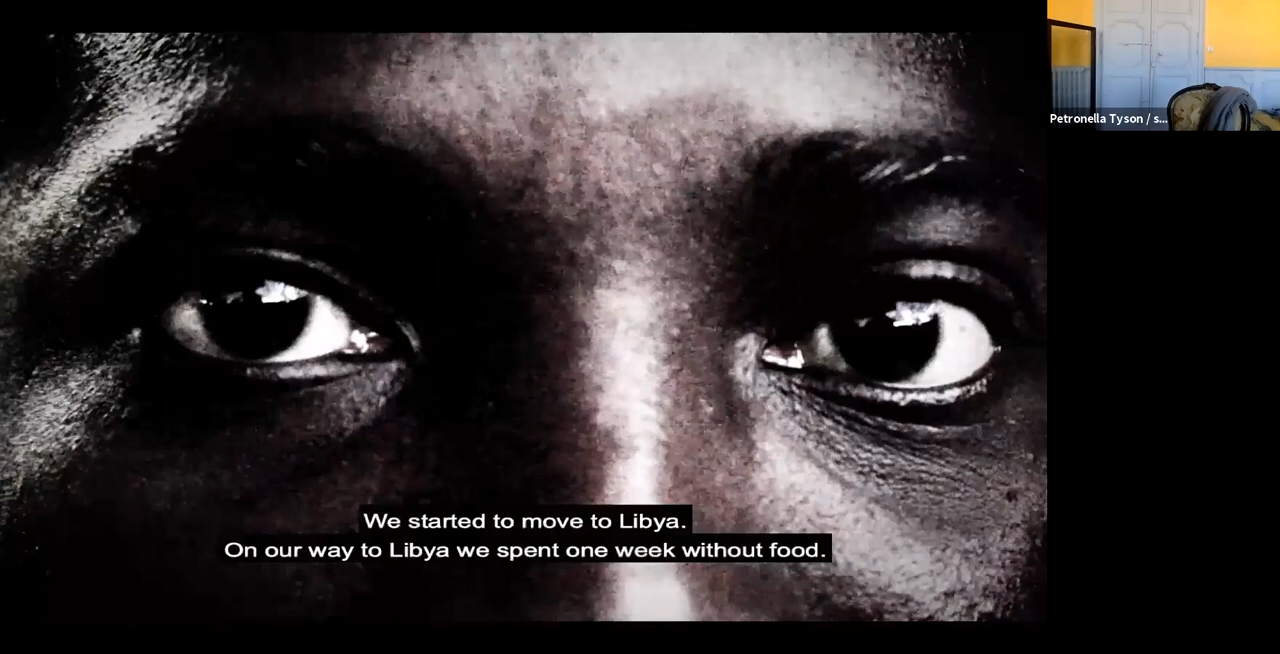 We started to move to Libya.
On our way to Libya we spent one week without food.
Petronella Tyson / s...